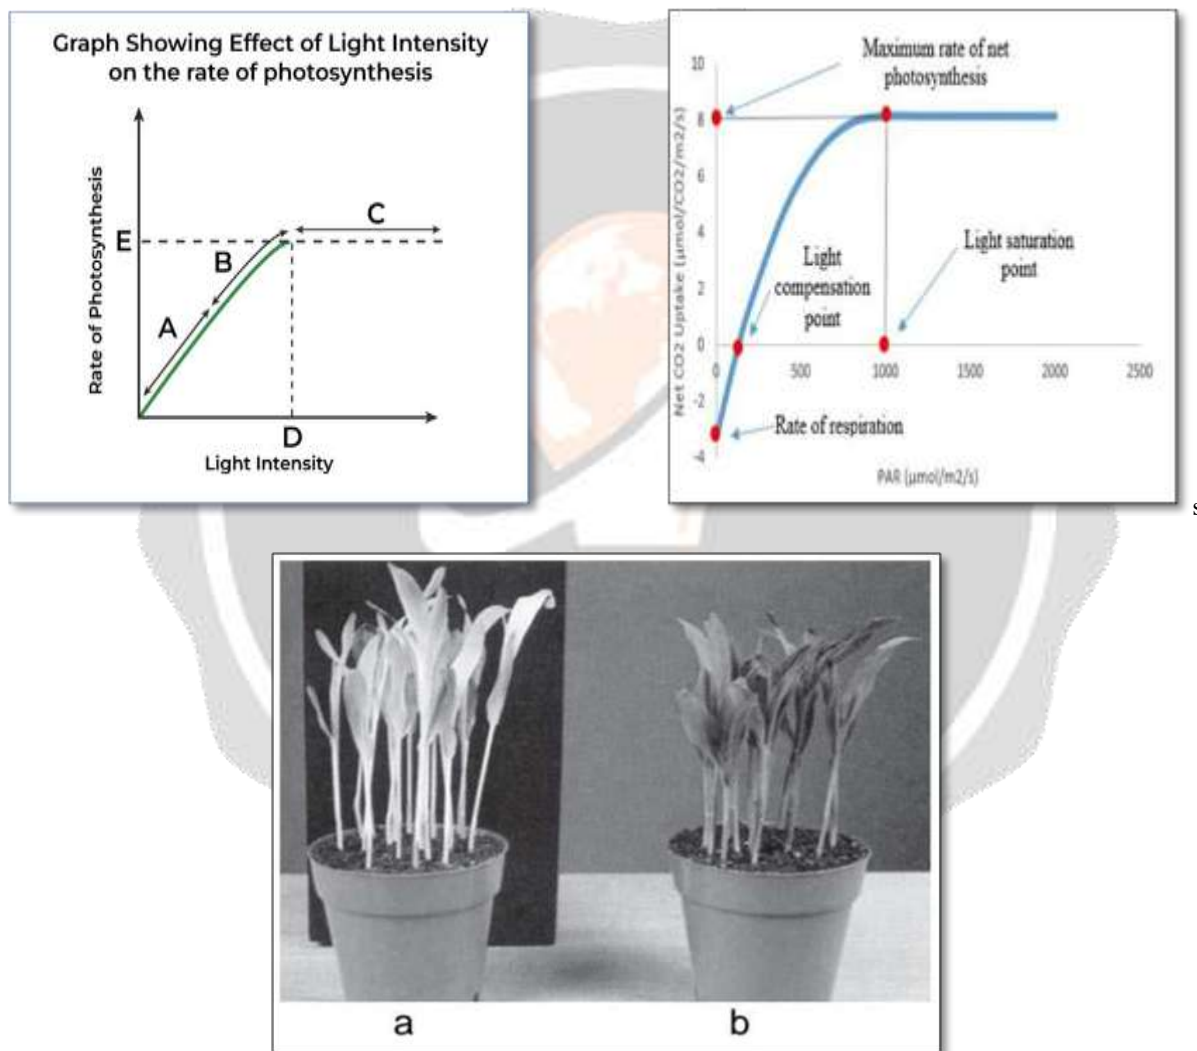 Graph Showing Effect of Light Intensity
on the rate of photosynthesis
Rate of Photosynthesis
E
A
B
C
D
Light Intensity
Maximum rate of net
photosynthesis
Net CO2 Uptake (µmol/CO2/m2/s)
10
8
6
4
2
0
-2
-4
Light
compensation
point
Light saturation
point
0
500
1000
1500
2000
2500
Rate of respiration
PAR (µmol/m2/s)
s
a
b